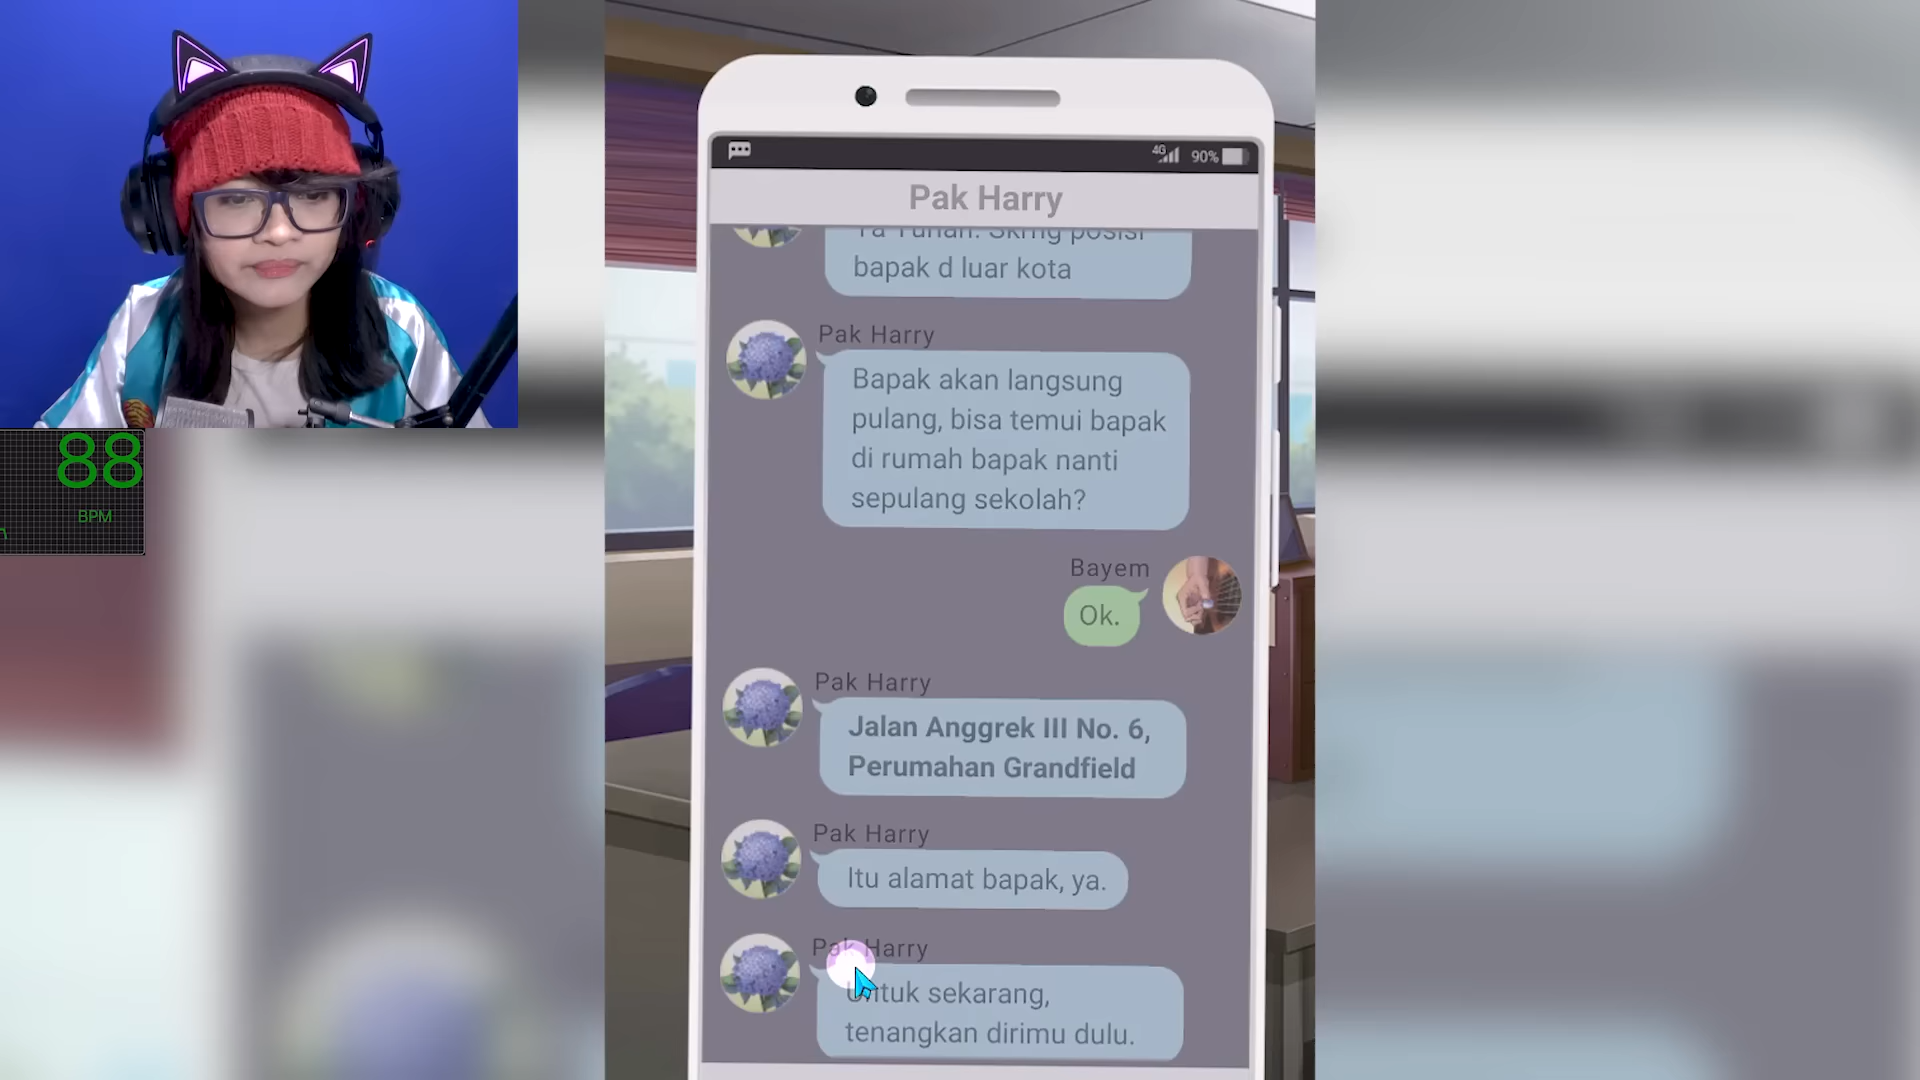 4G 90%
Pak Harry
bapak d luar kota
Pak Harry
Bapak akan langsung
pulang, bisa temui bapak
di rumah bapak nanti
sepulang sekolah?
Bayem
Ok.
Pak Harry
Jalan Anggrek III No. 6,
Perumahan Grandfield
Pak Harry
Itu alamat bapak, ya.
Pak Harry
Untuk sekarang,
tenangkan dirimu dulu.
88
BPM